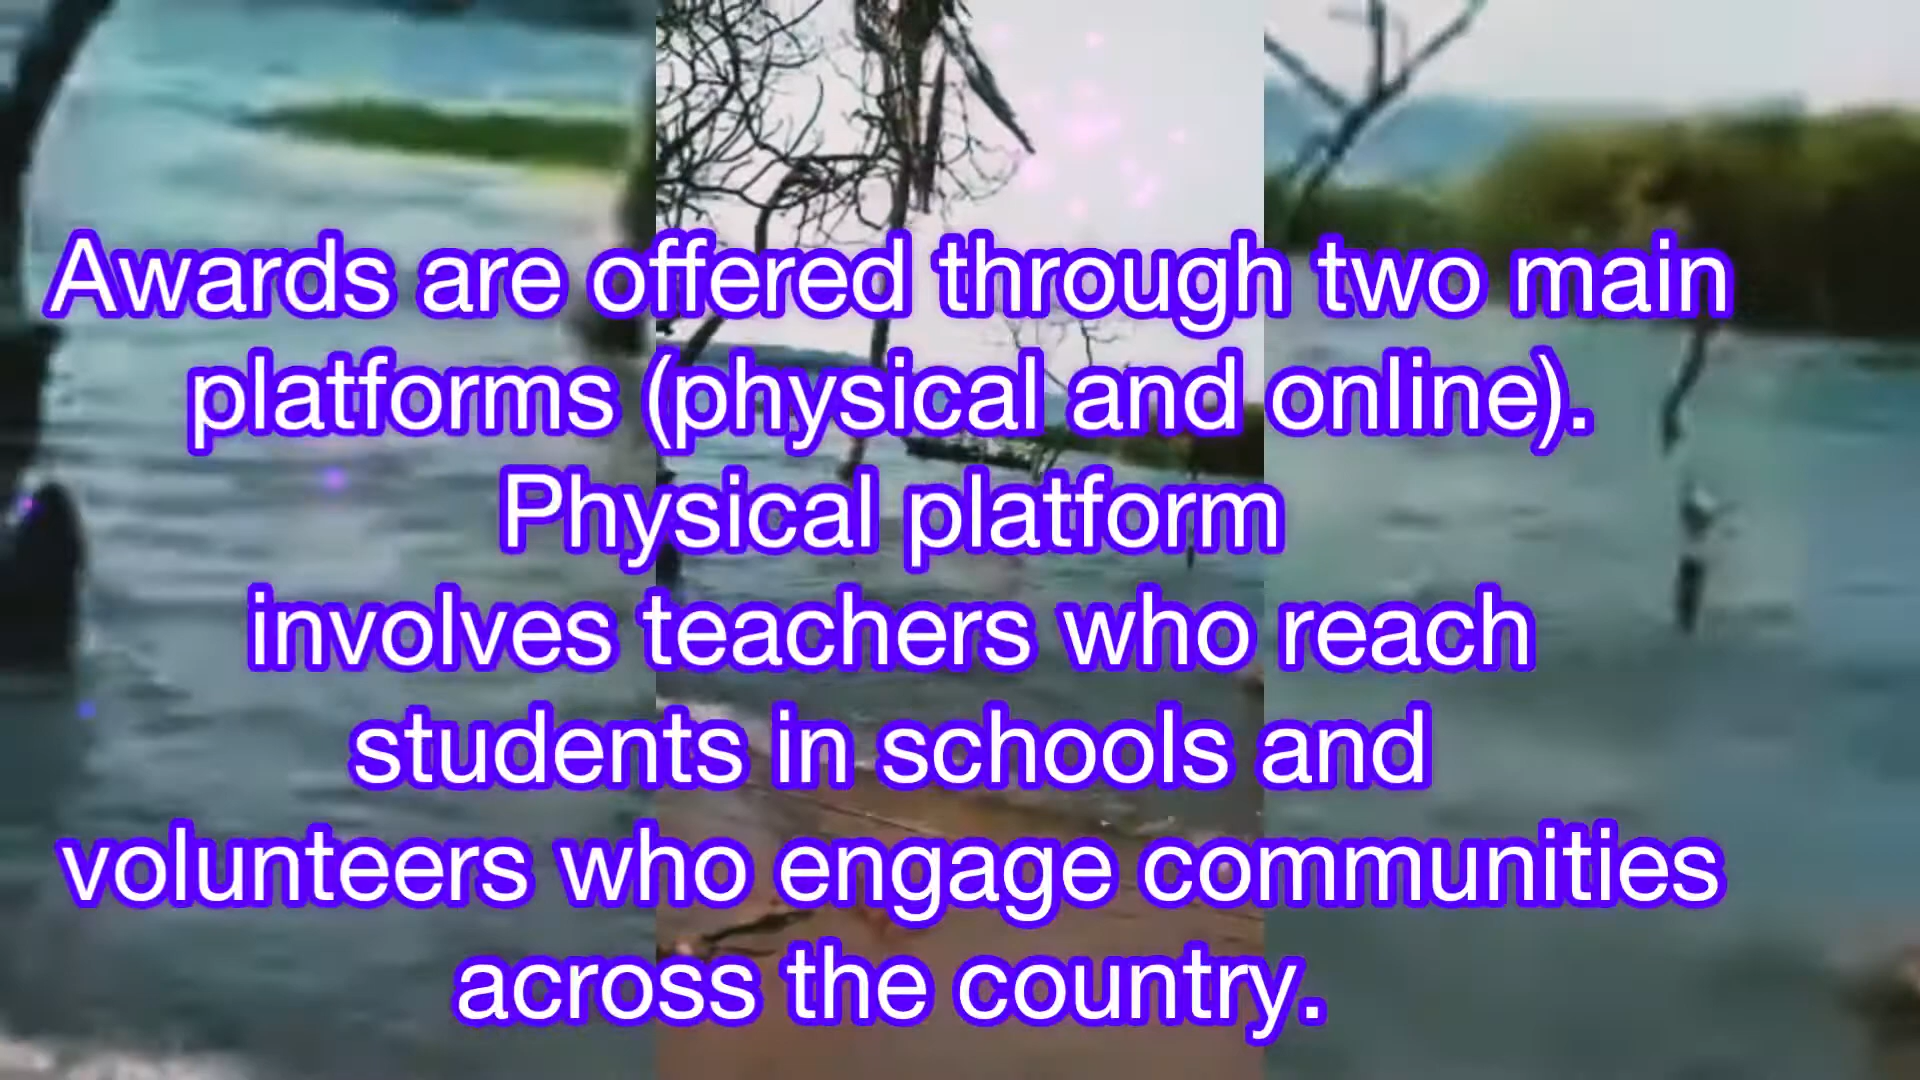 Awards are offered through two main
platforms (physical and online).
Physical platform
involves teachers who reach
students in schools and
volunteers who engage communities
across the country.